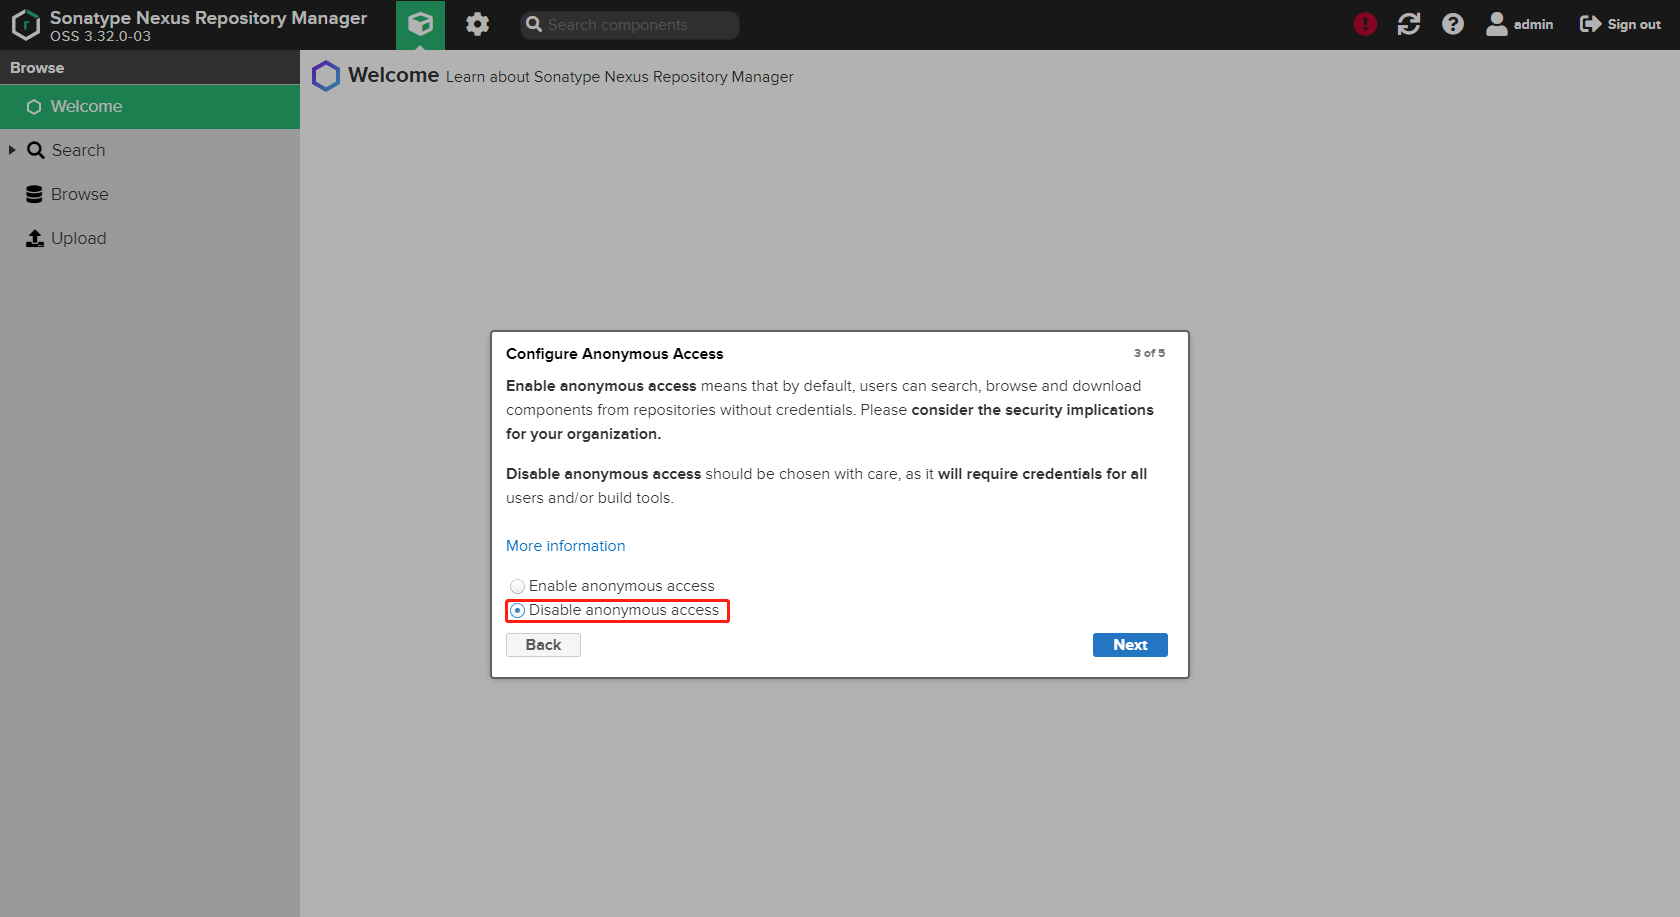 Sonatype Nexus Repository Manager
OSS 3.32.0-03
Search components
admin
Sign out
Browse
Welcome
Search
Browse
Upload
Welcome Learn about Sonatype Nexus Repository Manager
Configure Anonymous Access
3 of 5
Enable anonymous access means that by default, users can search, browse and download
components from repositories without credentials. Please consider the security implications
for your organization.
Disable anonymous access should be chosen with care, as it will require credentials for all
users and/or build tools.
More information
Enable anonymous access
Disable anonymous access
Back
Next